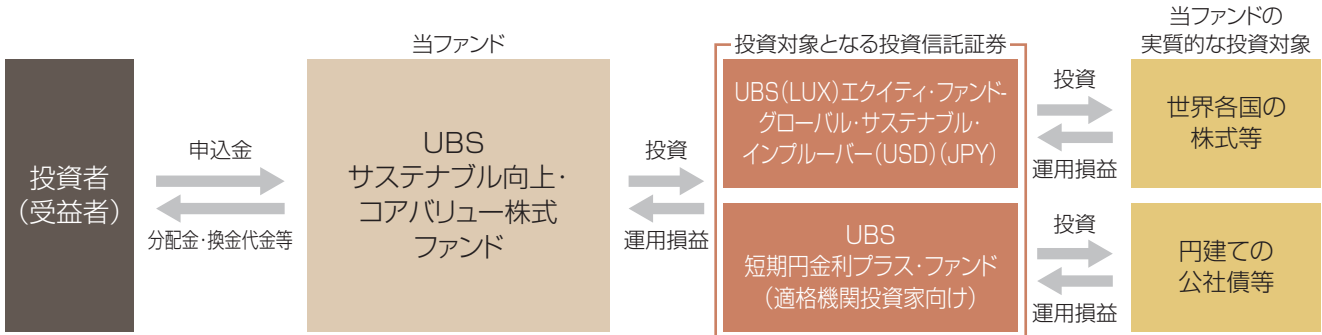 投資者
(受益者)
申込金
分配金・換金代金等
当ファンド
UBS
サステナブル向上・
コアバリュー株式
ファンド
投資
運用損益
投資対象となる投資信託証券
UBS(LUX)エクイティ・ファンド-
グローバル・サステナブル・
インプルーバー(USD)(JPY)
UBS
短期円金利プラス・ファンド
(適格機関投資家向け)
投資
運用損益
投資
運用損益
当ファンドの
実質的な投資対象
世界各国の
株式等
円建ての
公社債等